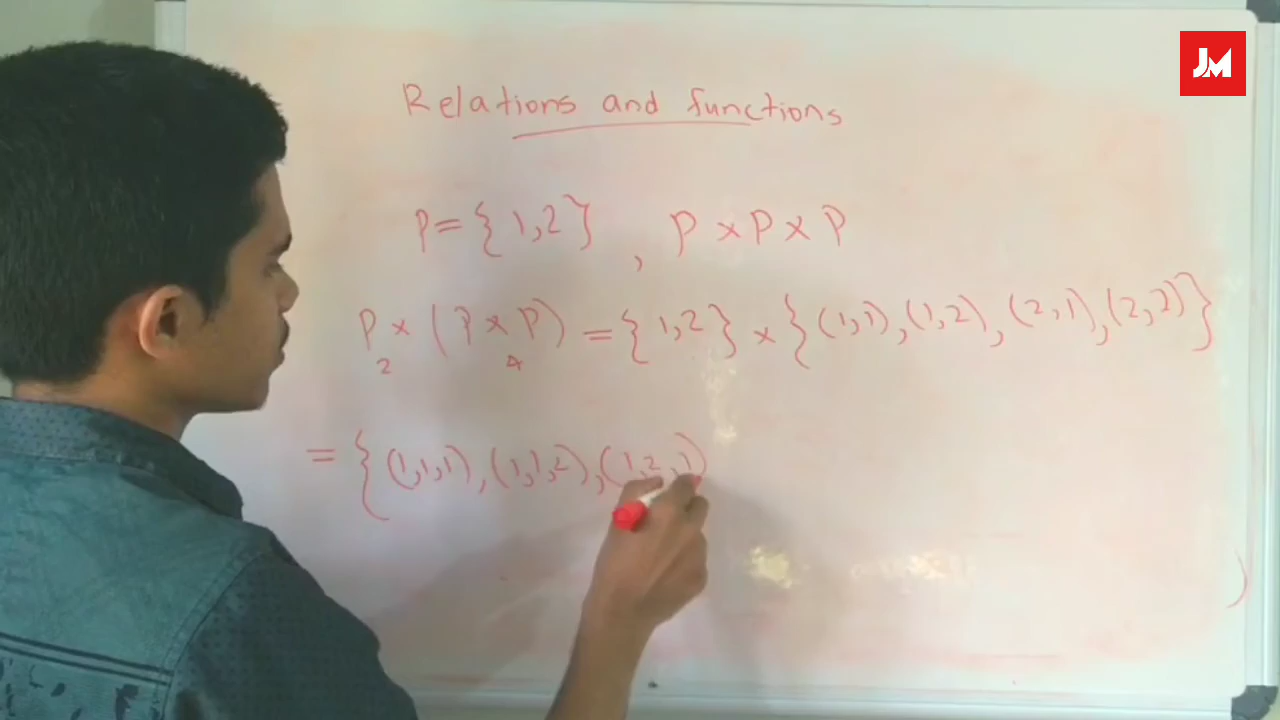 JM
Relations and functions
P = { 1,2 } , P × P × P
P × ( P × P ) = { 1,2 } × { (1,1),(1,2),(2,1),(2,2) }
2 4
= { (1,1,1),(1,1,2),(1,2,1)
)